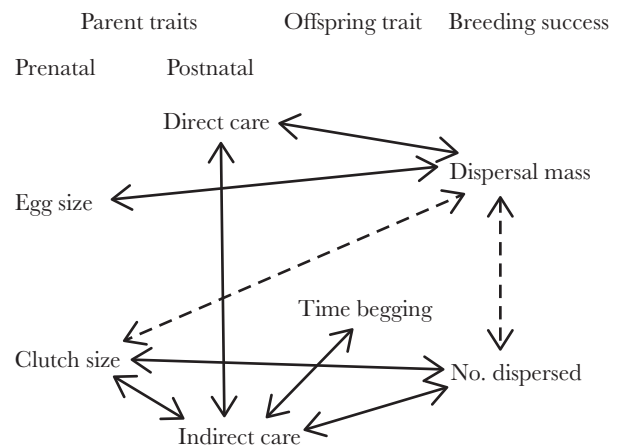 Parent traits Offspring trait Breeding success
Prenatal Postnatal
Direct care
Dispersal mass
Egg size
Time begging
Clutch size
No. dispersed
Indirect care